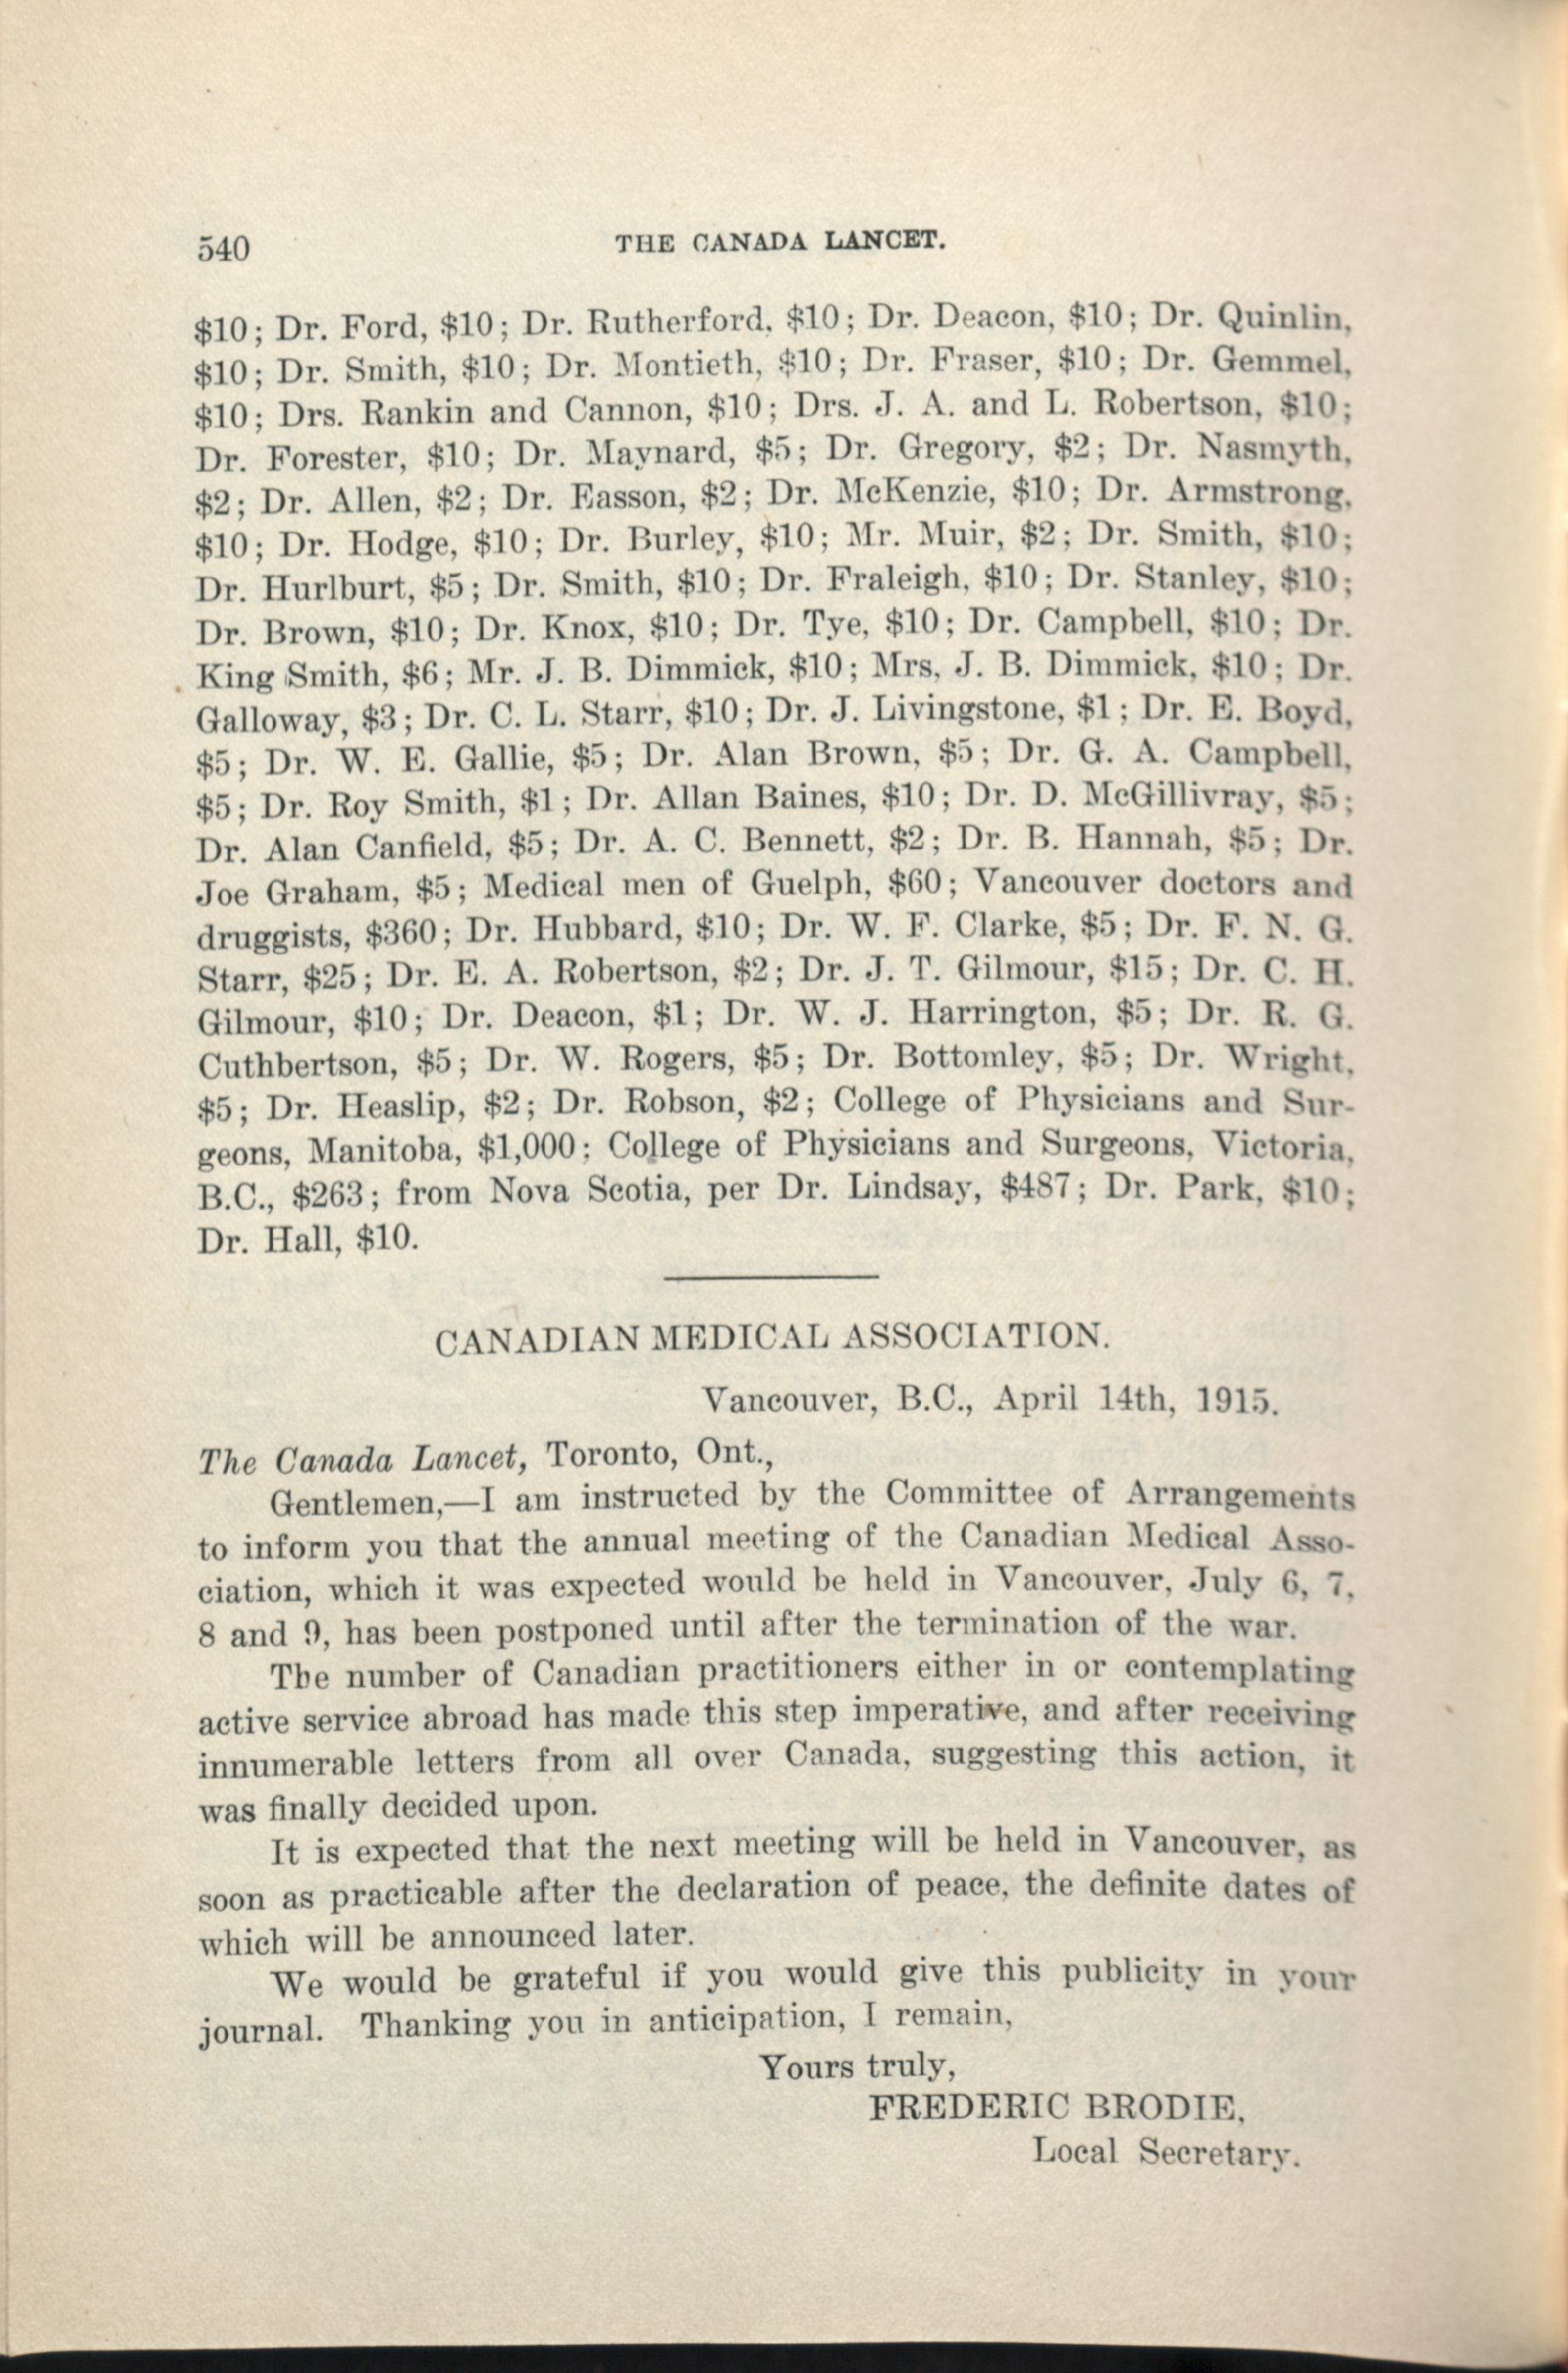 540
THE CANADA LANCET.
$10; Dr. Ford, $10; Dr. Rutherford, $10; Dr. Deacon, $10; Dr. Quinlin,
$10; Dr. Smith, $10; Dr. Montieth, $10; Dr. Fraser, $10; Dr. Gemmel,
$10; Drs. Rankin and Cannon, $10; Drs. J. A. and L. Robertson, $10;
Dr. Forester, $10; Dr. Maynard, $5; Dr. Gregory, $2; Dr. Nasmyth,
$2; Dr. Allen, $2; Dr. Easson, $2; Dr. McKenzie, $10; Dr. Armstrong,
$10; Dr. Hodge, $10; Dr. Burley, $10; Mr. Muir, $2; Dr. Smith, $10;
Dr. Hurlburt, $5; Dr. Smith, $10; Dr. Fraleigh, $10; Dr. Stanley, $10;
Dr. Brown, $10; Dr. Knox, $10; Dr. Tye, $10; Dr. Campbell, $10; Dr.
King Smith, $6; Mr. J. B. Dimmick, $10; Mrs, J. B. Dimmick, $10; Dr.
Galloway, $3; Dr. C. L. Starr, $10; Dr. J. Livingstone, $1; Dr. E. Boyd,
$5; Dr. W. E. Gallie, $5; Dr. Alan Brown, $5; Dr. G. A. Campbell,
$5; Dr. Roy Smith, $1; Dr. Allan Baines, $10; Dr. D. McGillivray, $5;
Dr. Alan Canfield, $5; Dr. A. C. Bennett, $2; Dr. B. Hannah, $5; Dr.
Joe Graham, $5; Medical men of Guelph, $60; Vancouver doctors and
druggists, $360; Dr. Hubbard, $10; Dr. W. F. Clarke, $5; Dr. F. N. G.
Starr, $25; Dr. E. A. Robertson, $2; Dr. J. T. Gilmour, $15; Dr. C. H.
Gilmour, $10; Dr. Deacon, $1; Dr. W. J. Harrington, $5; Dr. R. G.
Cuthbertson, $5; Dr. W. Rogers, $5; Dr. Bottomley, $5; Dr. Wright,
$5; Dr. Heaslip, $2; Dr. Robson, $2; College of Physicians and Sur-
geons, Manitoba, $1,000; College of Physicians and Surgeons, Victoria,
B.C., $263; from Nova Scotia, per Dr. Lindsay, $487; Dr. Park, $10;
Dr. Hall, $10.
CANADIAN MEDICAL ASSOCIATION.
Vancouver, B.C., April 14th, 1915.
The Canada Lancet, Toronto, Ont.,
Gentlemen,—I am instructed by the Committee of Arrangements
to inform you that the annual meeting of the Canadian Medical Asso-
ciation, which it was expected would be held in Vancouver, July 6, 7,
8 and 9, has been postponed until after the termination of the war.
The number of Canadian practitioners either in or contemplating
active service abroad has made this step imperative, and after receiving
innumerable letters from all over Canada, suggesting this action, it
was finally decided upon.
It is expected that the next meeting will be held in Vancouver, as
soon as practicable after the declaration of peace, the definite dates of
which will be announced later.
We would be grateful if you would give this publicity in your
journal. Thanking you in anticipation, I remain,
Yours truly,
FREDERIC BRODIE,
Local Secretary.